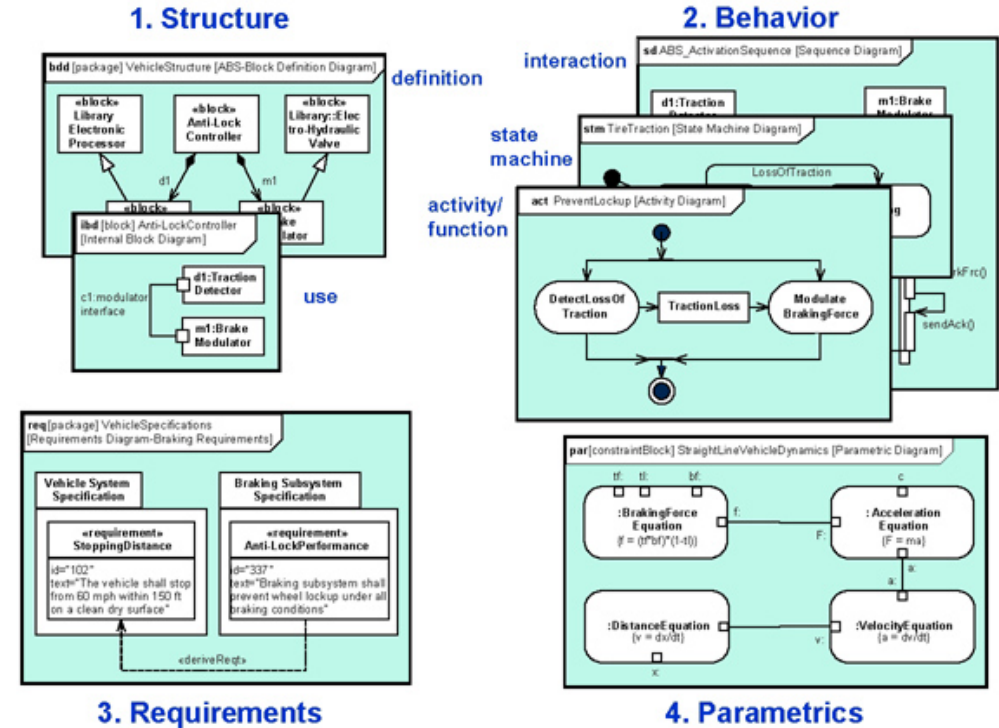 1. Structure
bdd [package] VehicleStructure [ABS-Block Definition Diagram]
definition
«block»
Library
Electronic
Processor
«block»
Anti-Lock
Controller
«block»
Library::Elec
tro-Hydraulic
Valve
d1
m1
«block»
ibd [block] Anti-LockController
[Internal Block Diagram]
use
c1:modulator
interface
d1:Traction
Detector
m1:Brake
Modulator
2. Behavior
interaction
sd ABS_ActivationSequence [Sequence Diagram]
d1:Traction
m1:Brake
state
machine
stm TireTraction [State Machine Diagram]
LossOfTraction
activity/
function
act PreventLockup [Activity Diagram]
DetectLossOf
Traction
TractionLoss
Modulate
BrakingForce
sendAck()
req [package] VehicleSpecifications
[Requirements Diagram-Braking Requirements]
Vehicle System
Specification
«requirement»
StoppingDistance
id="102"
text="The vehicle shall stop
from 60 mph within 150 ft
on a clean dry surface"
Braking Subsystem
Specification
«requirement»
Anti-LockPerformance
id="337"
text="Braking subsystem shall
prevent wheel lockup under all
braking conditions"
«deriveReqt»
3. Requirements
par [constraintBlock] StraightLineVehicleDynamics [Parametric Diagram]
tf: tl: bf:
c
:BrakingForce
Equation
{f = (tf*bf)*(1-tl)}
f:
F:
:Acceleration
Equation
{F = ma}
a:
a:
:DistanceEquation
{v = dx/dt}
x:
v:
:VelocityEquation
{a = dv/dt}
4. Parametrics